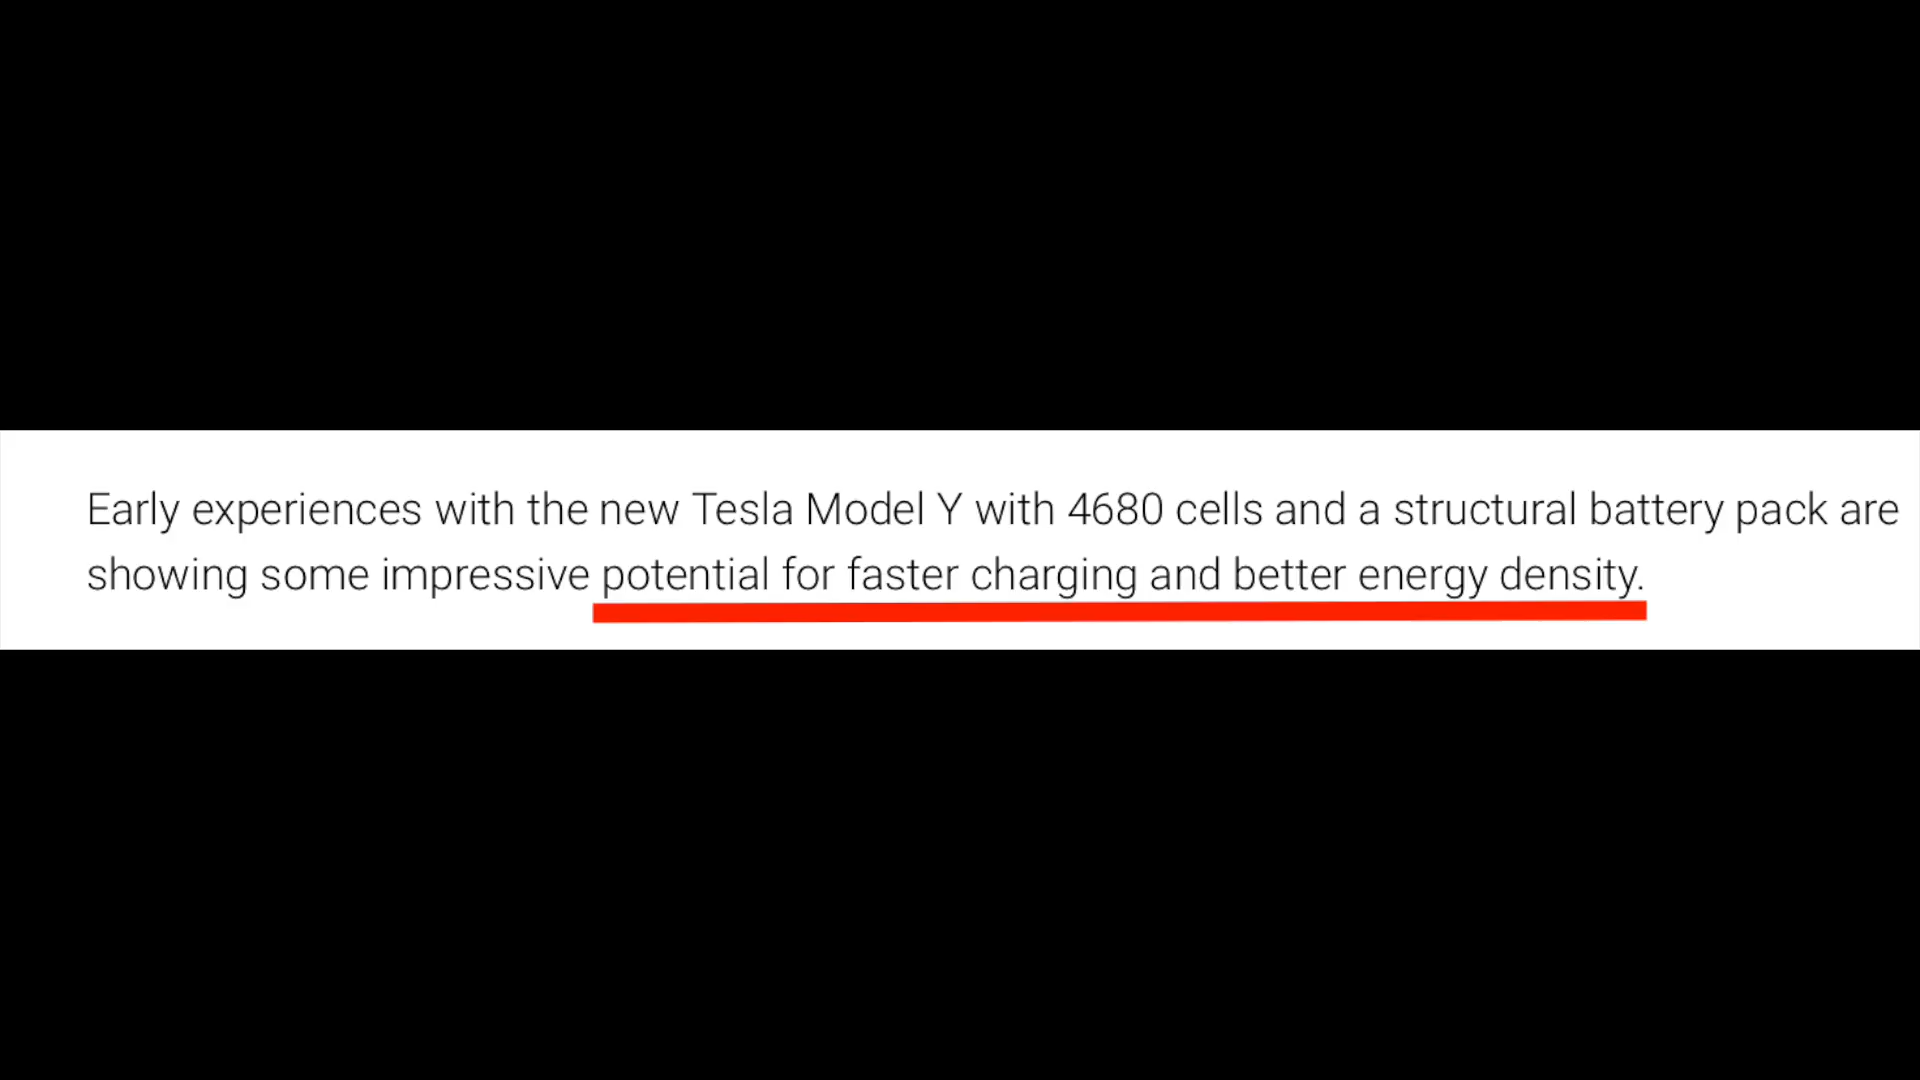 Early experiences with the new Tesla Model Y with 4680 cells and a structural battery pack are
showing some impressive potential for faster charging and better energy density.